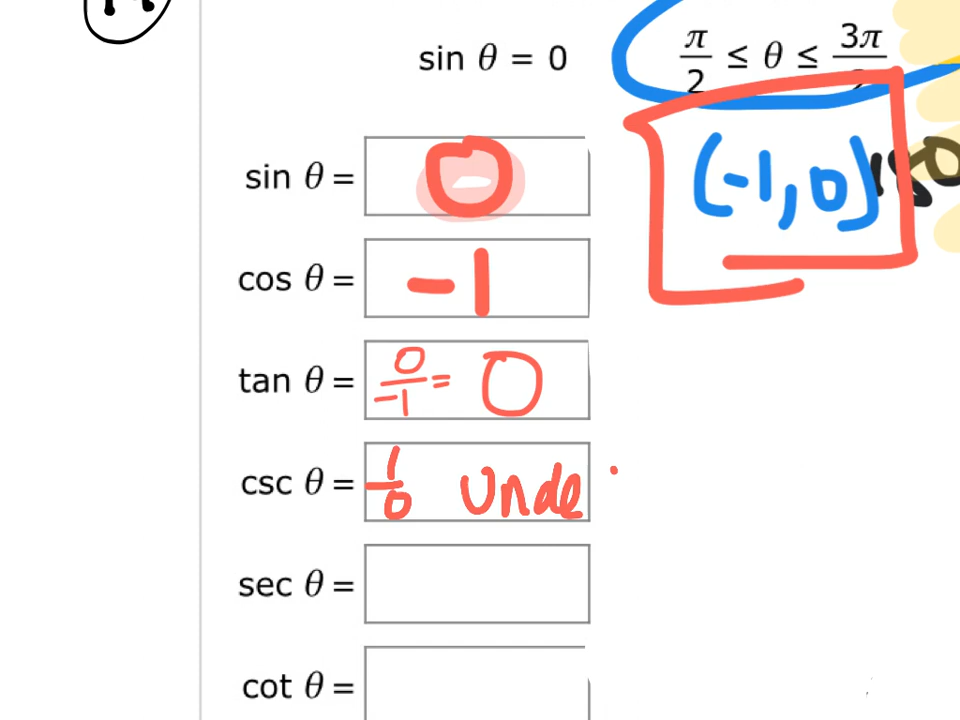 sin θ = 0
π/2 ≤ θ ≤ 3π/2
(-1,0)
sin θ = 0
cos θ = -1
tan θ = 0/-1 = 0
csc θ = 1/0 Unde
sec θ =
cot θ =